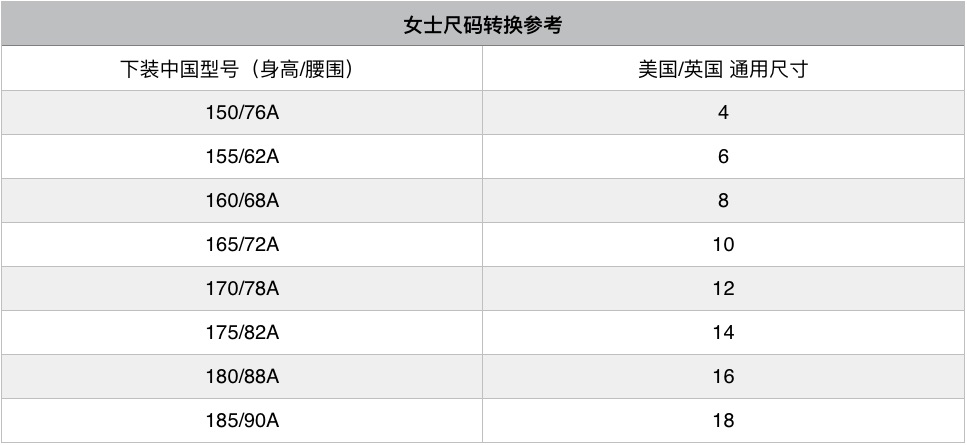 女士尺码转换参考
下装中国型号（身高/腰围） 美国/英国 通用尺寸
150/76A 4
155/62A 6
160/68A 8
165/72A 10
170/78A 12
175/82A 14
180/88A 16
185/90A 18